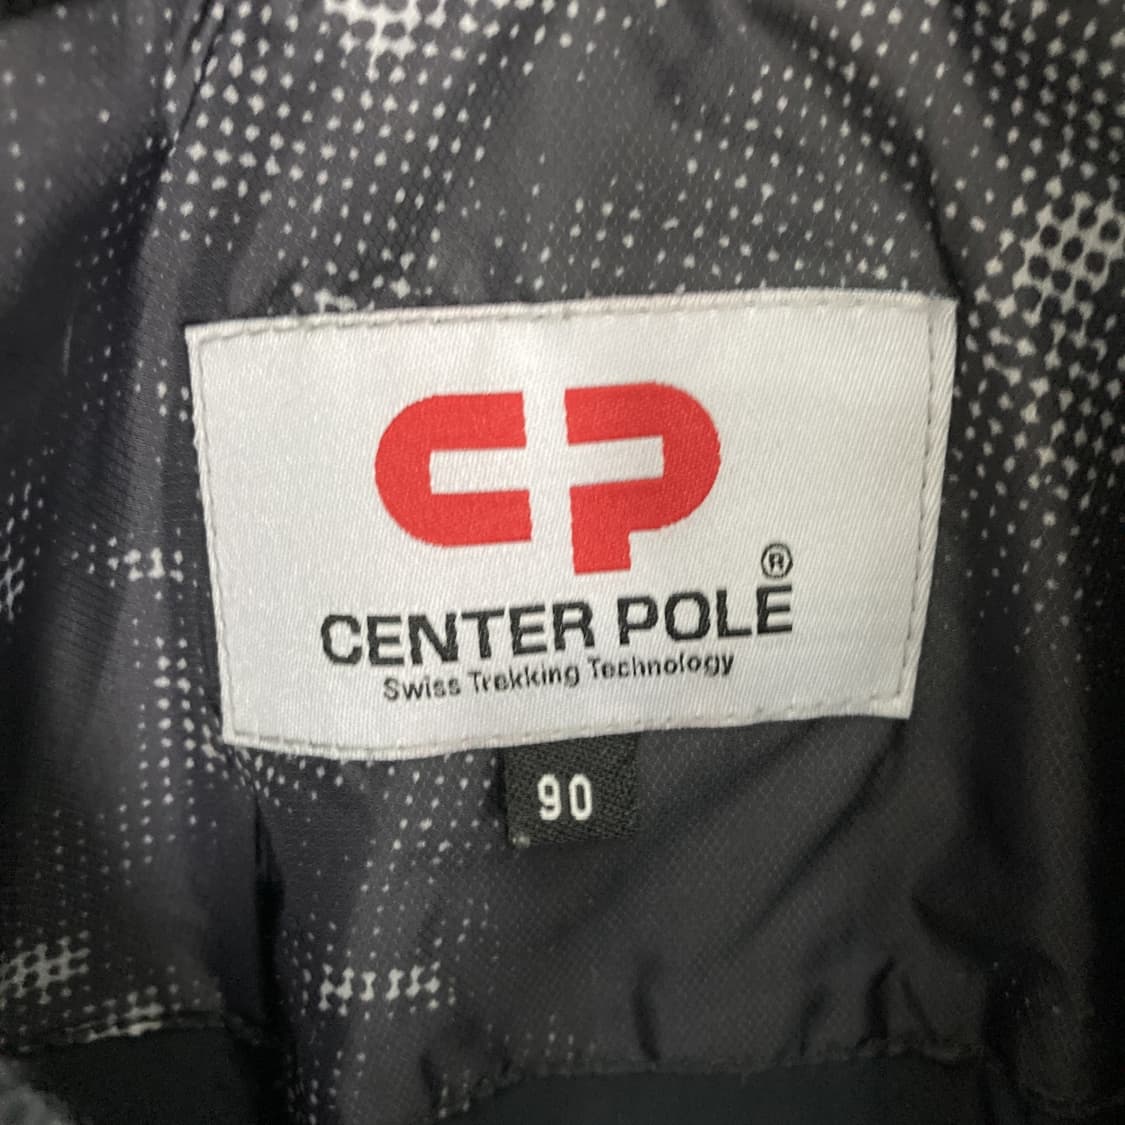 CP
CENTER POLE®
Swiss Trekking Technology
90